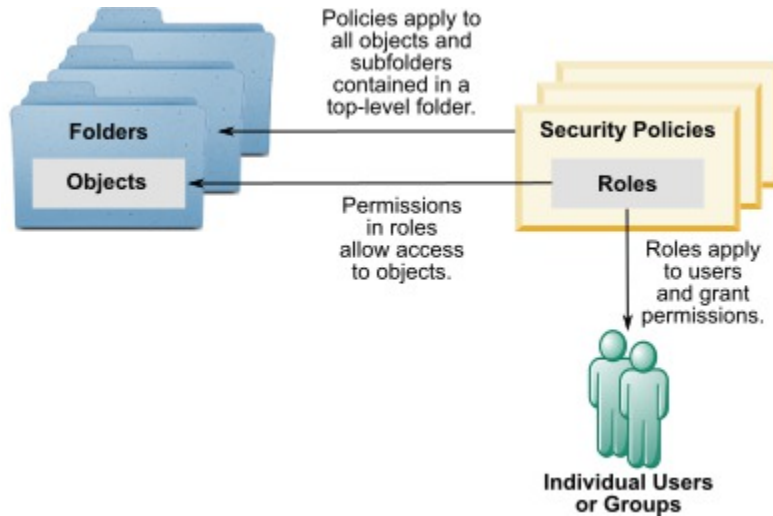 Policies apply to
all objects and
subfolders
contained in a
top-level folder.
Folders
Security Policies
Objects
Roles
Permissions
in roles
allow access
to objects.
Roles apply
to users
and grant
permissions.
Individual Users
or Groups